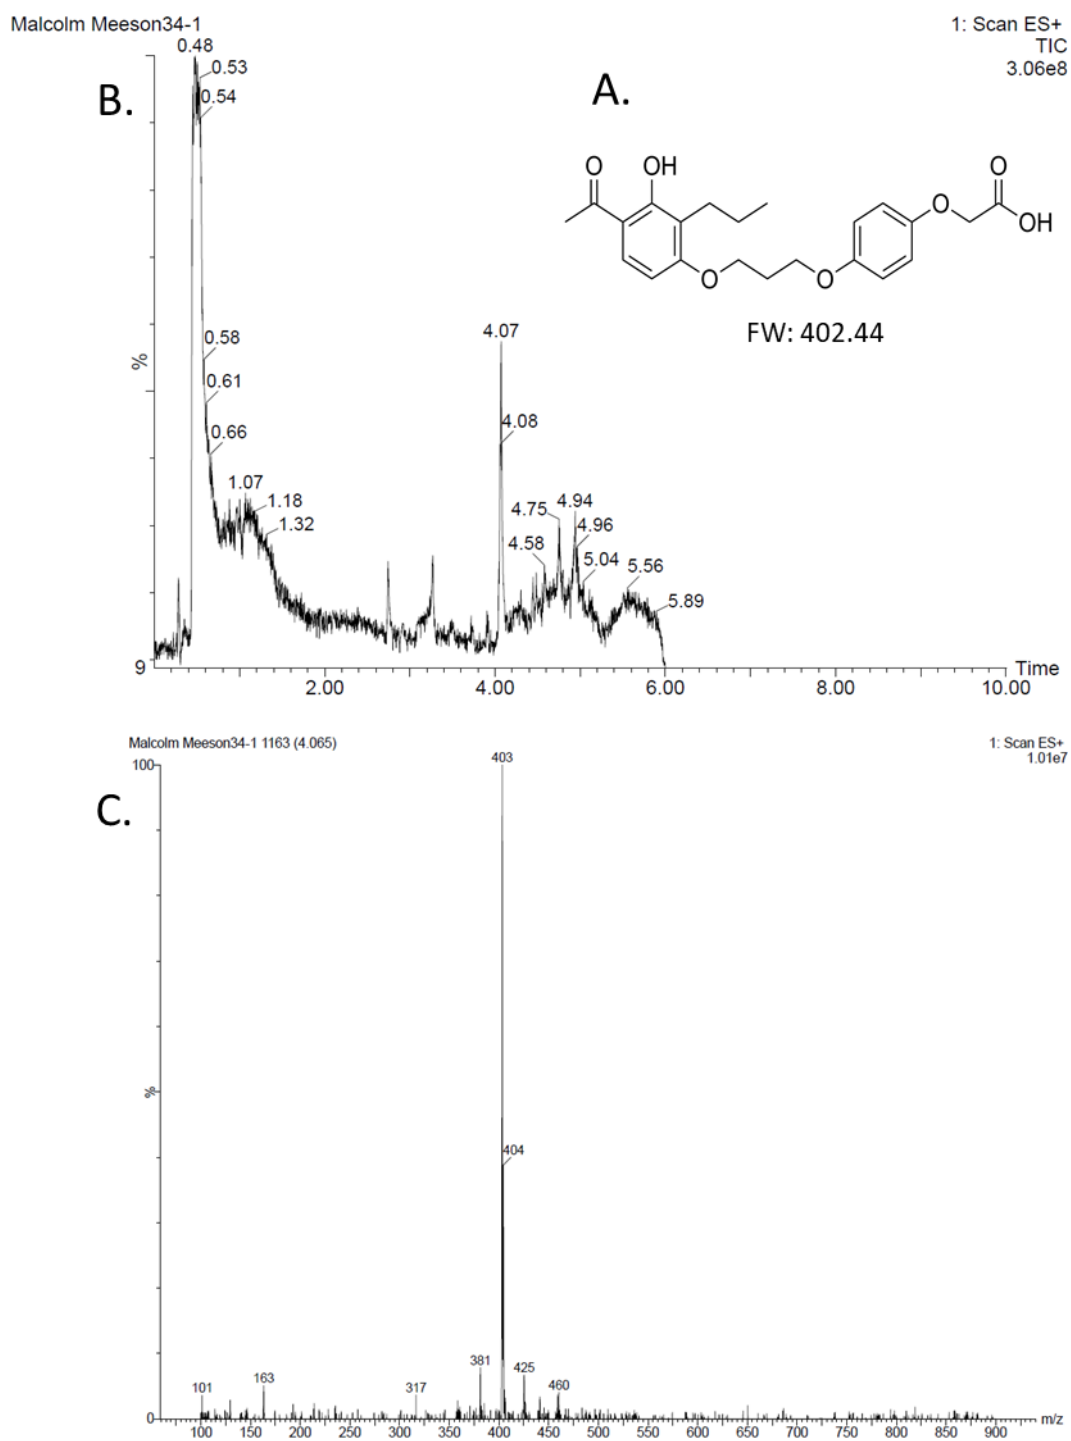 Malcolm Meeson34-1
1: Scan ES+
TIC
3.06e8
B.
A.
0.48
0.53
0.54
0.58
0.61
0.66
1.07
1.18
1.32
4.07
4.08
4.58
4.75
4.94
4.96
5.04
5.56
5.89
%
9
2.00
4.00
6.00
8.00
10.00
Time
O
OH
O
O
O
O
OH
FW: 402.44
Malcolm Meeson34-1 1163 (4.065)
1: Scan ES+
1.01e7
C.
100
%
0
403
404
101
163
317
381
425
460
100
150
200
250
300
350
400
450
500
550
600
650
700
750
800
850
900
m/z